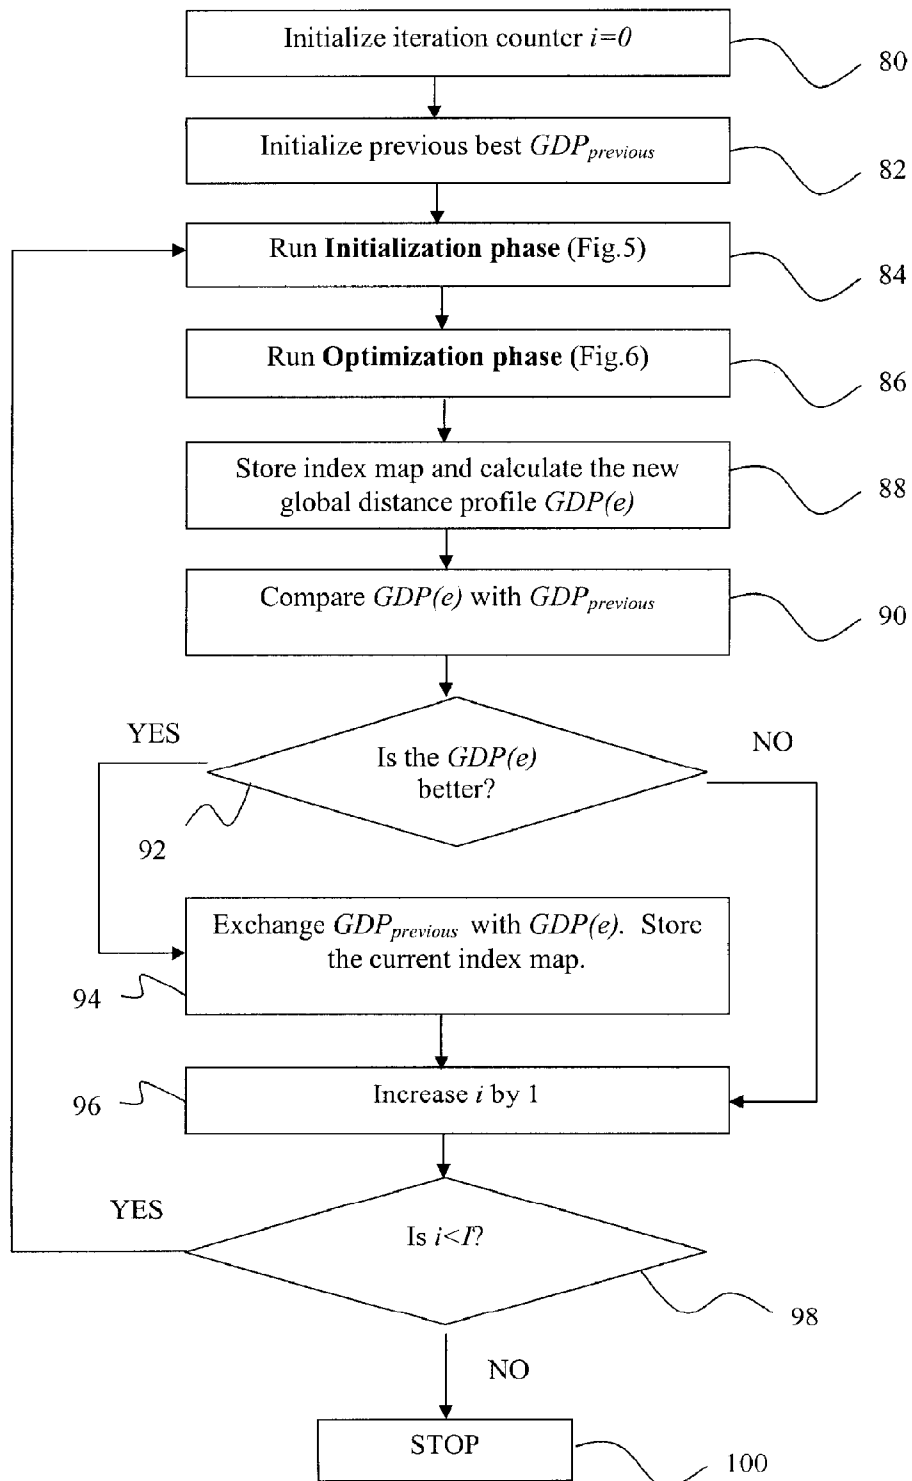 Initialize iteration counter i=0
80
Initialize previous best GDPprevious
82
Run Initialization phase (Fig.5)
84
Run Optimization phase (Fig.6)
86
Store index map and calculate the new
global distance profile GDP(e)
88
Compare GDP(e) with GDPprevious
90
YES
NO
Is the GDP(e)
better?
92
Exchange GDPprevious with GDP(e). Store
the current index map.
94
Increase i by 1
96
YES
Is i<I?
98
NO
STOP
100